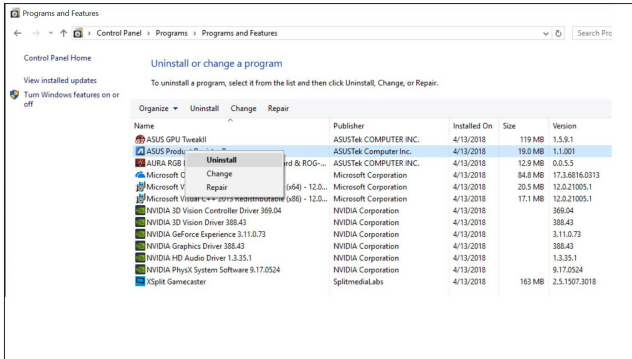 Programs and Features
Control Panel > Programs > Programs and Features
Search Pro
Control Panel Home
View installed updates
Turn Windows features on or
off
Uninstall or change a program
To uninstall a program, select it from the list and then click Uninstall, Change, or Repair.
Organize Uninstall Change Repair
Name Publisher Installed On Size Version
ASUS GPU TweakII ASUSTek COMPUTER INC. 4/13/2018 119 MB 1.5.9.1
ASUS Product ASUSTek Computer Inc. 4/13/2018 19.0 MB 1.1.001
AURA RGB rd & ROG-... ASUSTek COMPUTER INC. 4/13/2018 12.9 MB 0.0.5.5
Microsoft O Microsoft Corporation 4/13/2018 84.8 MB 17.3.6816.0313
Microsoft V (x64) - 12.0... Microsoft Corporation 4/13/2018 20.5 MB 12.0.21005.1
Microsoft Visual C++ 2013 Redistributable (x86) - 12.0... Microsoft Corporation 4/13/2018 17.1 MB 12.0.21005.1
NVIDIA 3D Vision Controller Driver 369.04 NVIDIA Corporation 4/13/2018 369.04
NVIDIA 3D Vision Driver 388.43 NVIDIA Corporation 4/13/2018 388.43
NVIDIA GeForce Experience 3.11.0.73 NVIDIA Corporation 4/13/2018 3.11.0.73
NVIDIA Graphics Driver 388.43 NVIDIA Corporation 4/13/2018 388.43
NVIDIA HD Audio Driver 1.3.35.1 NVIDIA Corporation 4/13/2018 1.3.35.1
NVIDIA PhysX System Software 9.17.0524 NVIDIA Corporation 4/13/2018 9.17.0524
XSplit Gamecaster SplitmediaLabs 4/13/2018 163 MB 2.5.1507.3018
Uninstall
Change
Repair